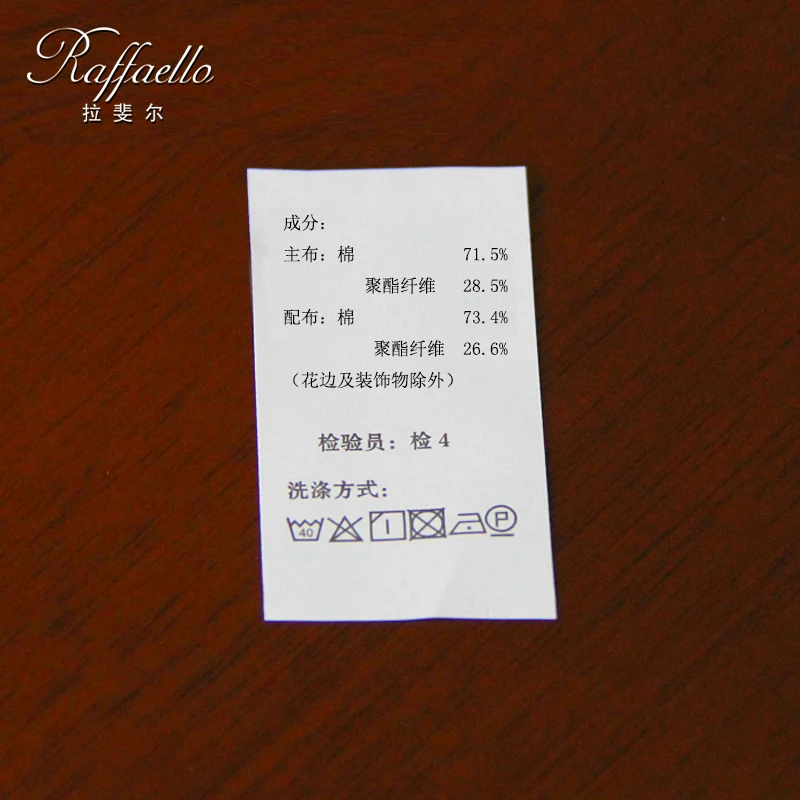 Raffaello
拉斐尔
成分：
主布：棉 71.5%
聚酯纤维 28.5%
配布：棉 73.4%
聚酯纤维 26.6%
（花边及装饰物除外）
检验员：检 4
洗涤方式：
40 P